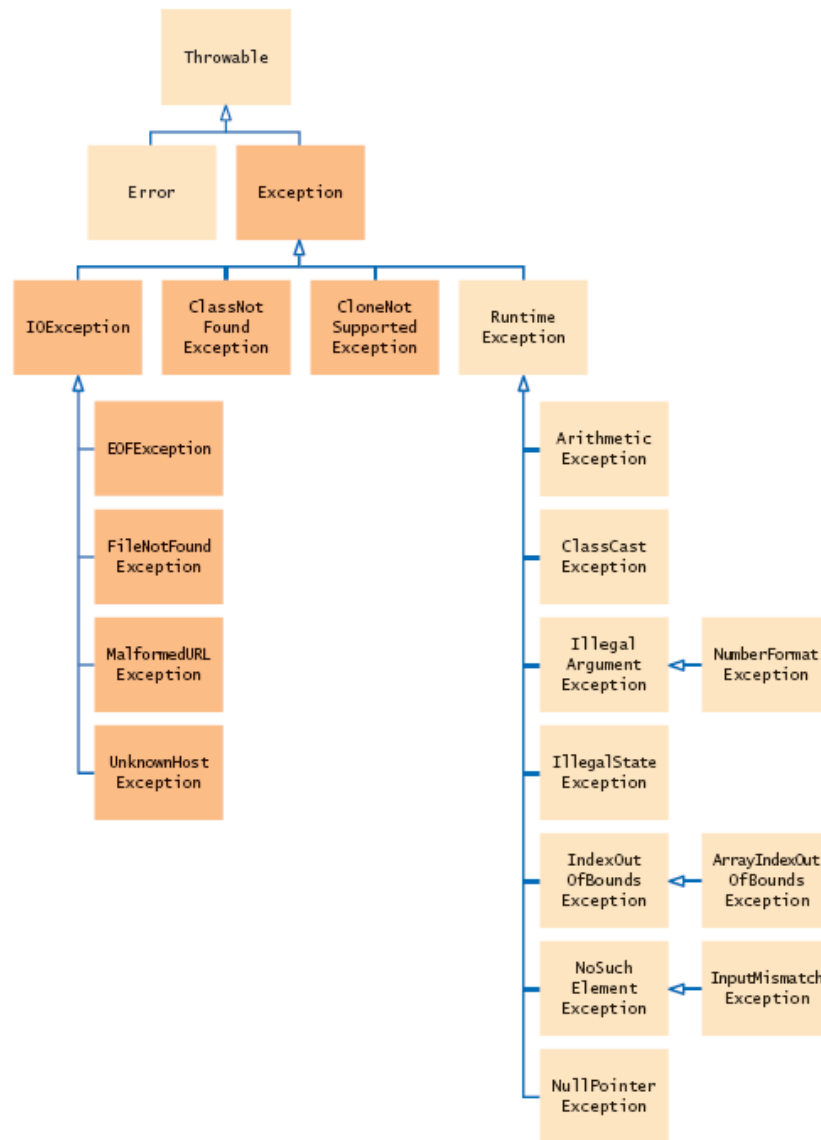 Throwable
Error
Exception
IOException
ClassNot
Found
Exception
CloneNot
Supported
Exception
Runtime
Exception
EOFException
FileNotFound
Exception
MalformedURL
Exception
UnknownHost
Exception
Arithmetic
Exception
ClassCast
Exception
Illegal
Argument
Exception
NumberFormat
Exception
IllegalState
Exception
IndexOut
OfBounds
Exception
ArrayIndexOut
OfBounds
Exception
NoSuch
Element
Exception
InputMismatch
Exception
NullPointer
Exception